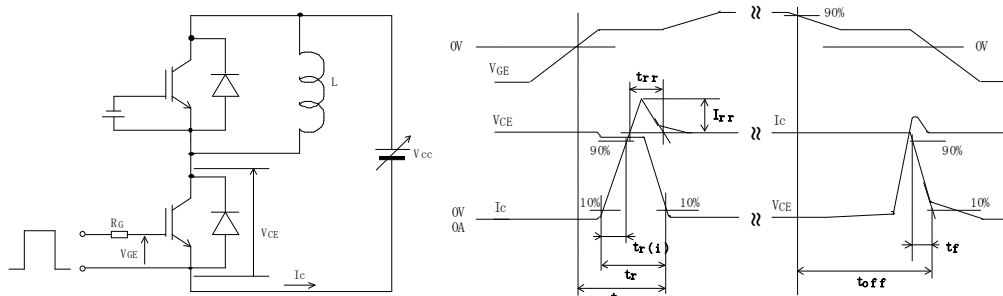 L
Vcc
RG
VGE
VCE
Ic
0V
VGE
VCE
90%
trr
Irr
Ic
0V
0A
10%
10%
tr(i)
tr
90%
0V
Ic
90%
VCE
10%
tf
toff